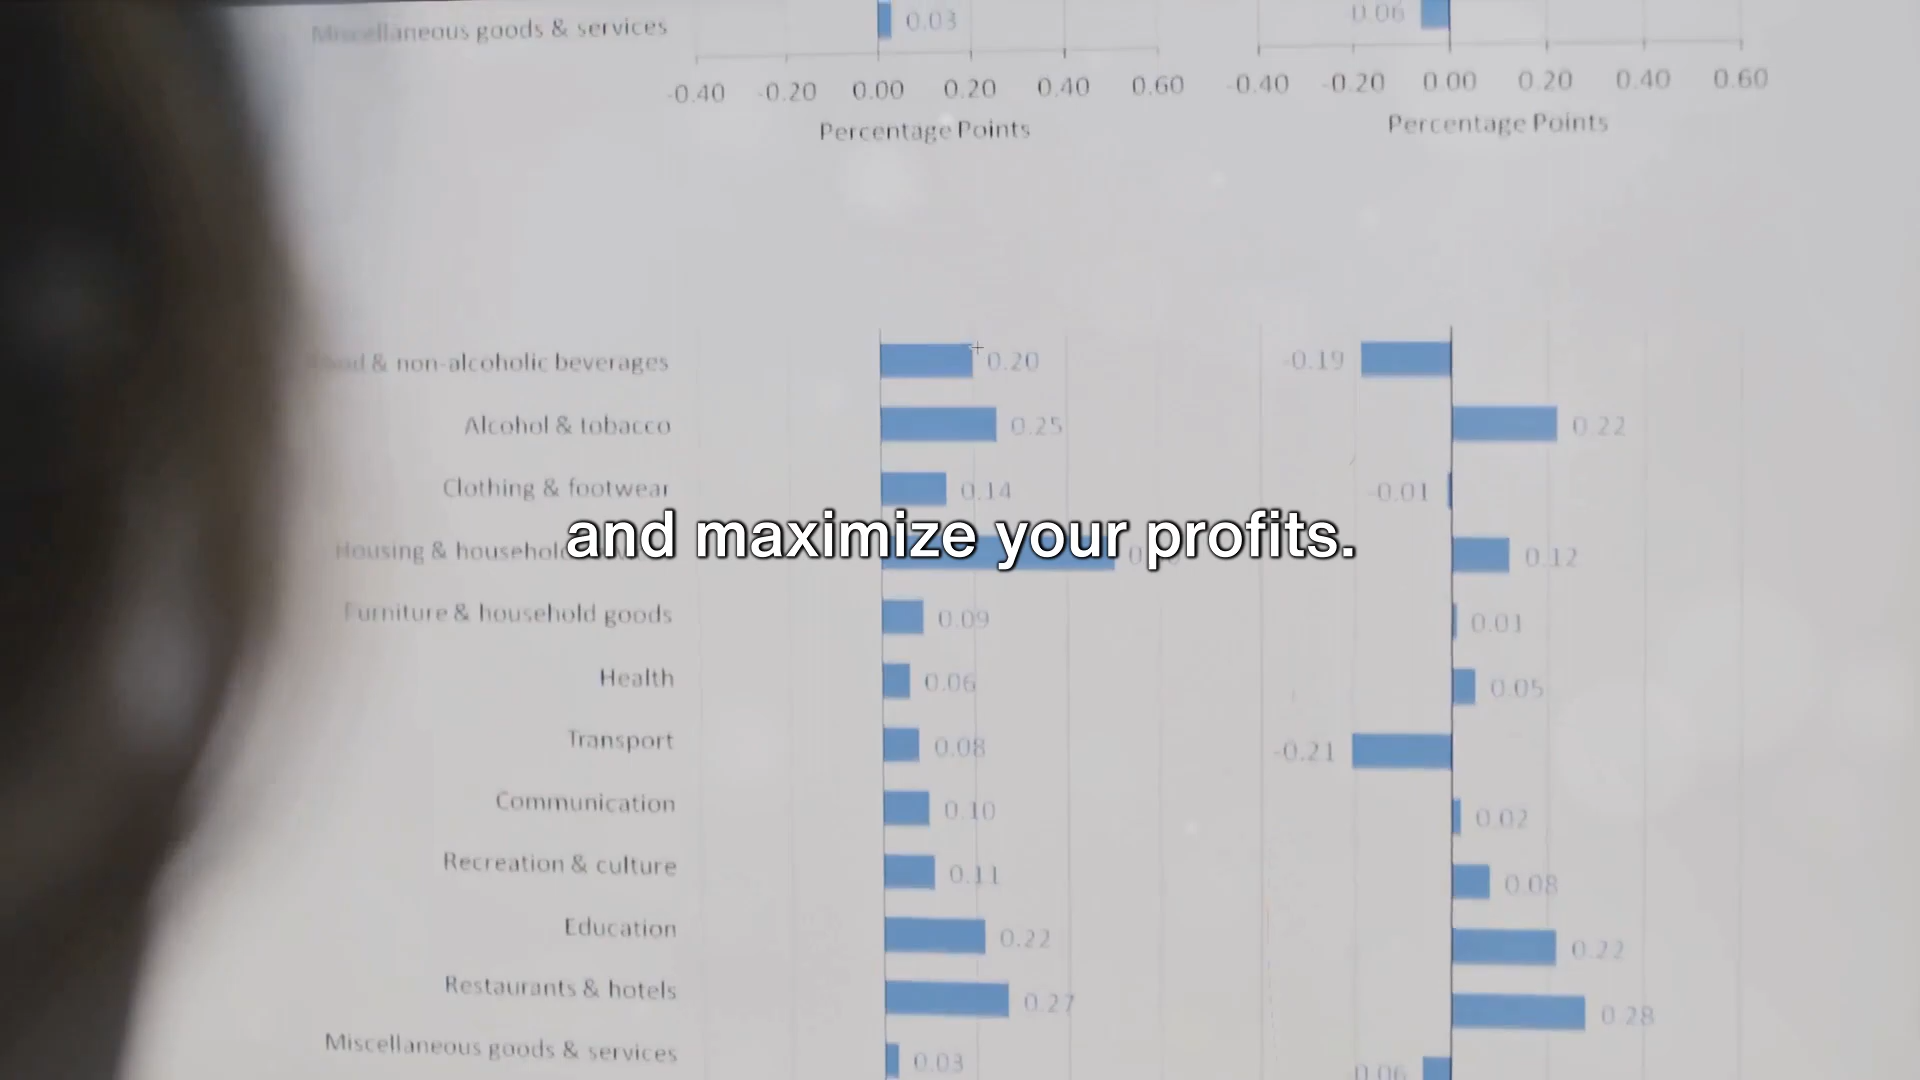 Miscellaneous goods & services 0.03 0.06
-0.40 -0.20 0.00 0.20 0.40 0.60 -0.40 -0.20 0.00 0.20 0.40 0.60
Percentage Points Percentage Points
& non-alcoholic beverages 0.20 -0.19
Alcohol & tobacco 0.25 0.22
Clothing & footwear 0.14 -0.01
and maximize your profits.
Housing & household 0.12
Furniture & household goods 0.09 0.01
Health 0.06 0.05
Transport 0.08 -0.21
Communication 0.10 0.02
Recreation & culture 0.11 0.08
Education 0.22 0.22
Restaurants & hotels 0.27 0.28
Miscellaneous goods & services 0.03 0.06